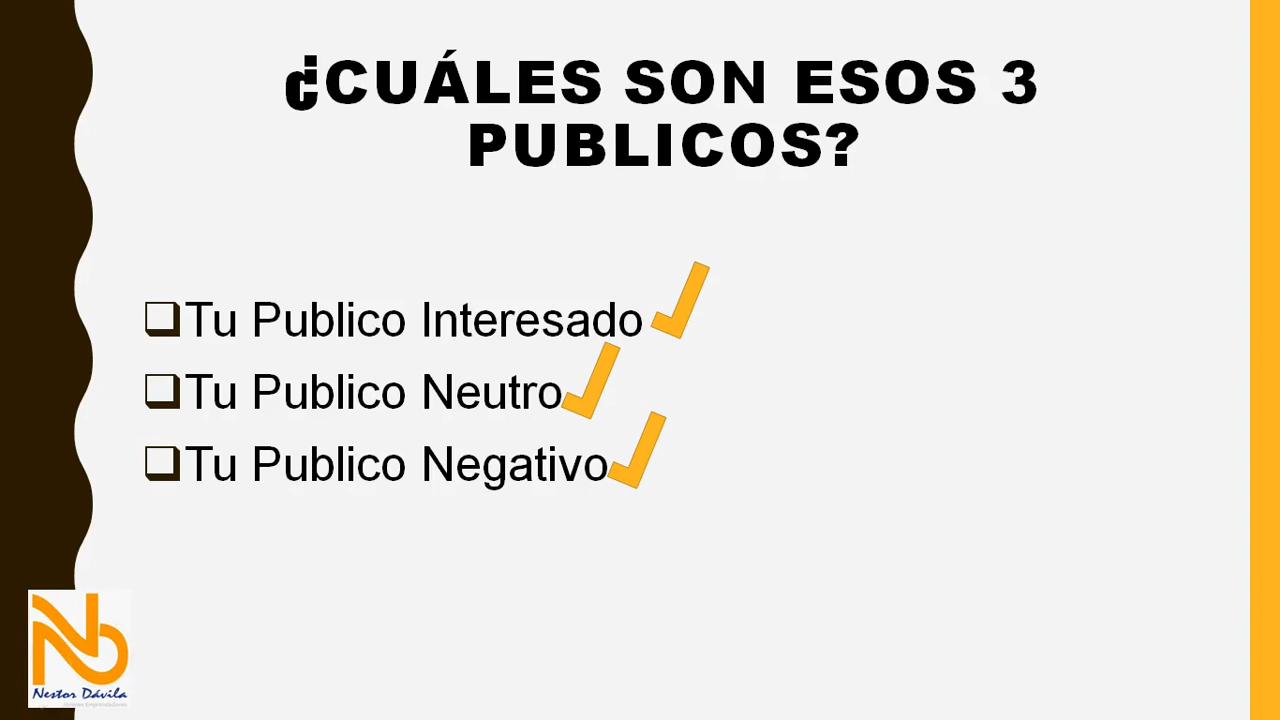 ¿CUÁLES SON ESOS 3
PUBLICOS?
Tu Publico Interesado
Tu Publico Neutro
Tu Publico Negativo
Nestor Dávila